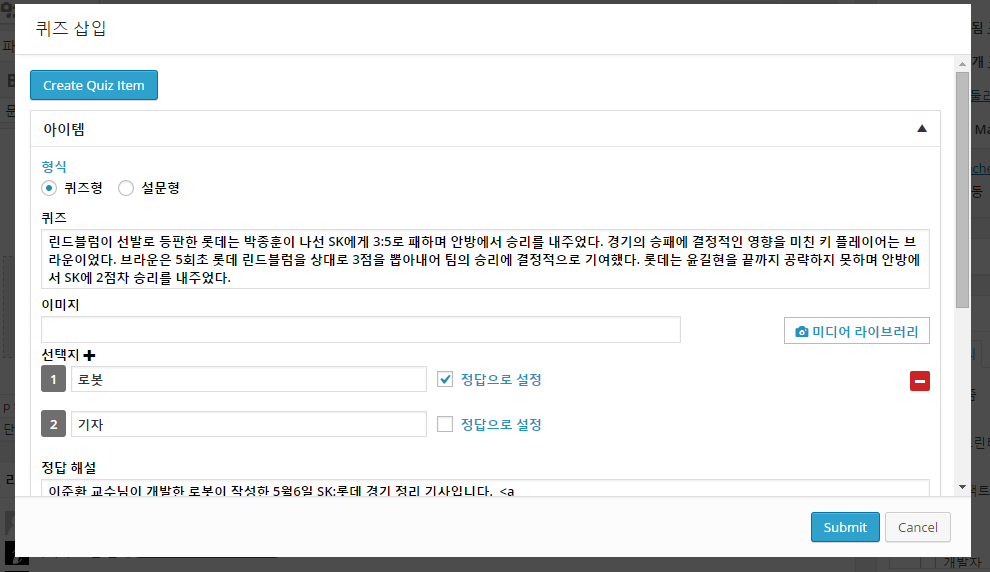 퀴즈 삽입
Create Quiz Item
아이템
형식
퀴즈형 설문형
퀴즈
린드블럼이 선발로 등판한 롯데는 박종훈이 나선 SK에게 3:5로 패하며 안방에서 승리를 내주었다. 경기의 승패에 결정적인 영향을 미친 키 플레이어는 브
라운이었다. 브라운은 5회초 롯데 린드블럼을 상대로 3점을 뽑아내어 팀의 승리에 결정적으로 기여했다. 롯데는 윤길현을 끝까지 공략하지 못하며 안방에
서 SK에 2점차 승리를 내주었다.
이미지
미디어 라이브러리
선택지
1 로봇 정답으로 설정
2 기자 정답으로 설정
정답 해설
이준환 교수님이 개발한 로봇이 작성한 5월6일 SK:롯데 경기 정리 기사입니다. <a
Submit Cancel
개발자